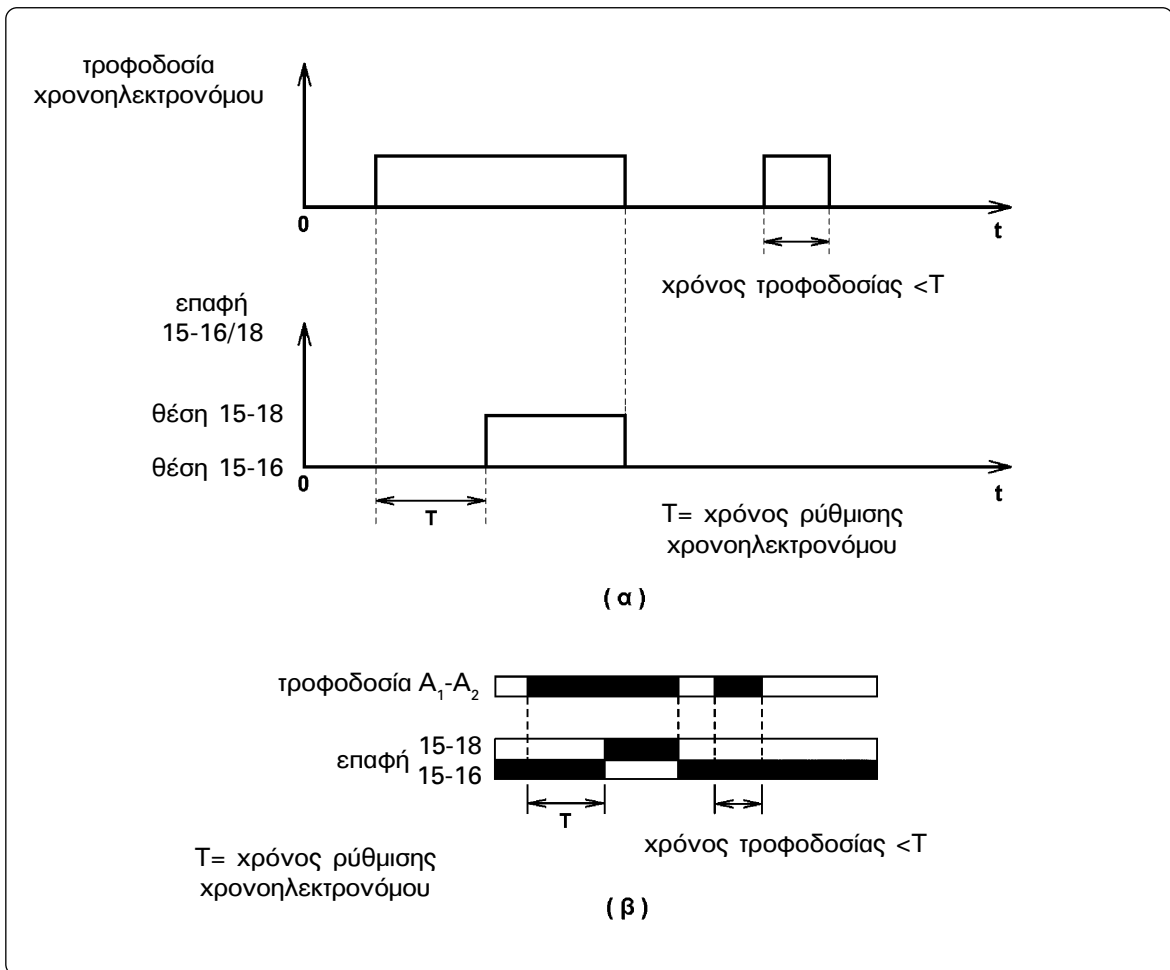 τροφοδοσία
χρονοηλεκτρονόμου
0
t
χρόνος τροφοδοσίας <T
επαφή
15-16/18
θέση 15-18
θέση 15-16
0
t
T
T= χρόνος ρύθμισης
χρονοηλεκτρονόμου
( α )
τροφοδοσία A₁-A₂
επαφή
15-18
15-16
T
χρόνος τροφοδοσίας <T
T= χρόνος ρύθμισης
χρονοηλεκτρονόμου
( β )